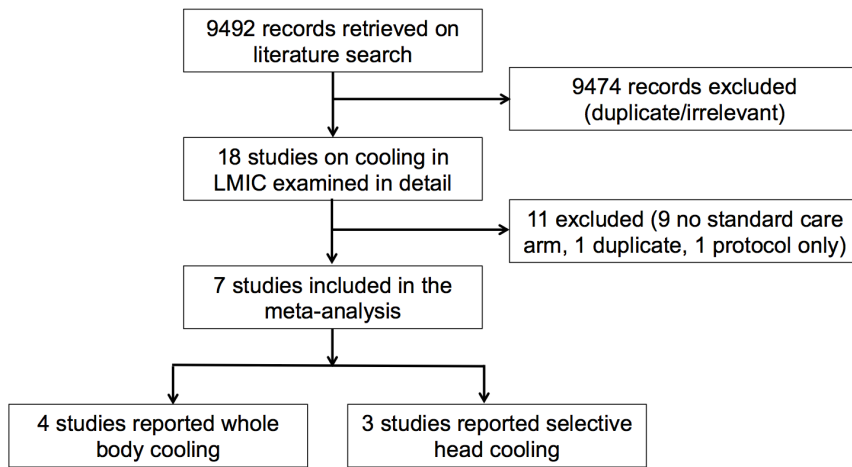 9492 records retrieved on
literature search
9474 records excluded
(duplicate/irrelevant)
18 studies on cooling in
LMIC examined in detail
11 excluded (9 no standard care
arm, 1 duplicate, 1 protocol only)
7 studies included in the
meta-analysis
4 studies reported whole
body cooling
3 studies reported selective
head cooling